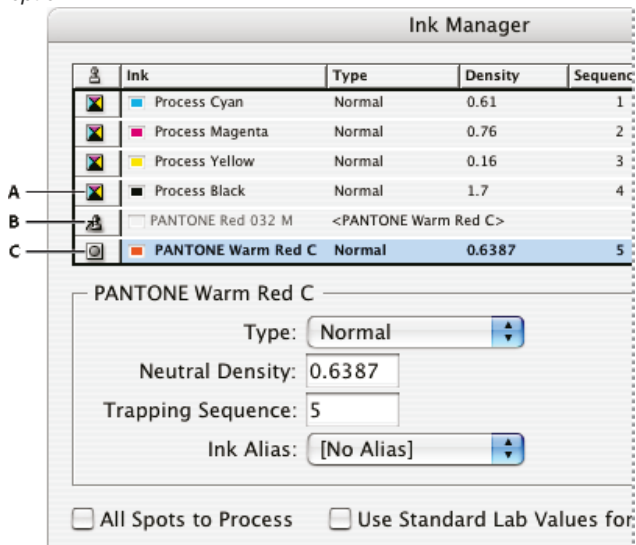 Ink Manager
Ink Type Density Sequenc
Process Cyan Normal 0.61 1
Process Magenta Normal 0.76 2
Process Yellow Normal 0.16 3
A Process Black Normal 1.7 4
B PANTONE Red 032 M <PANTONE Warm Red C>
C PANTONE Warm Red C Normal 0.6387 5
PANTONE Warm Red C
Type: Normal
Neutral Density: 0.6387
Trapping Sequence: 5
Ink Alias: [No Alias]
All Spots to Process Use Standard Lab Values for